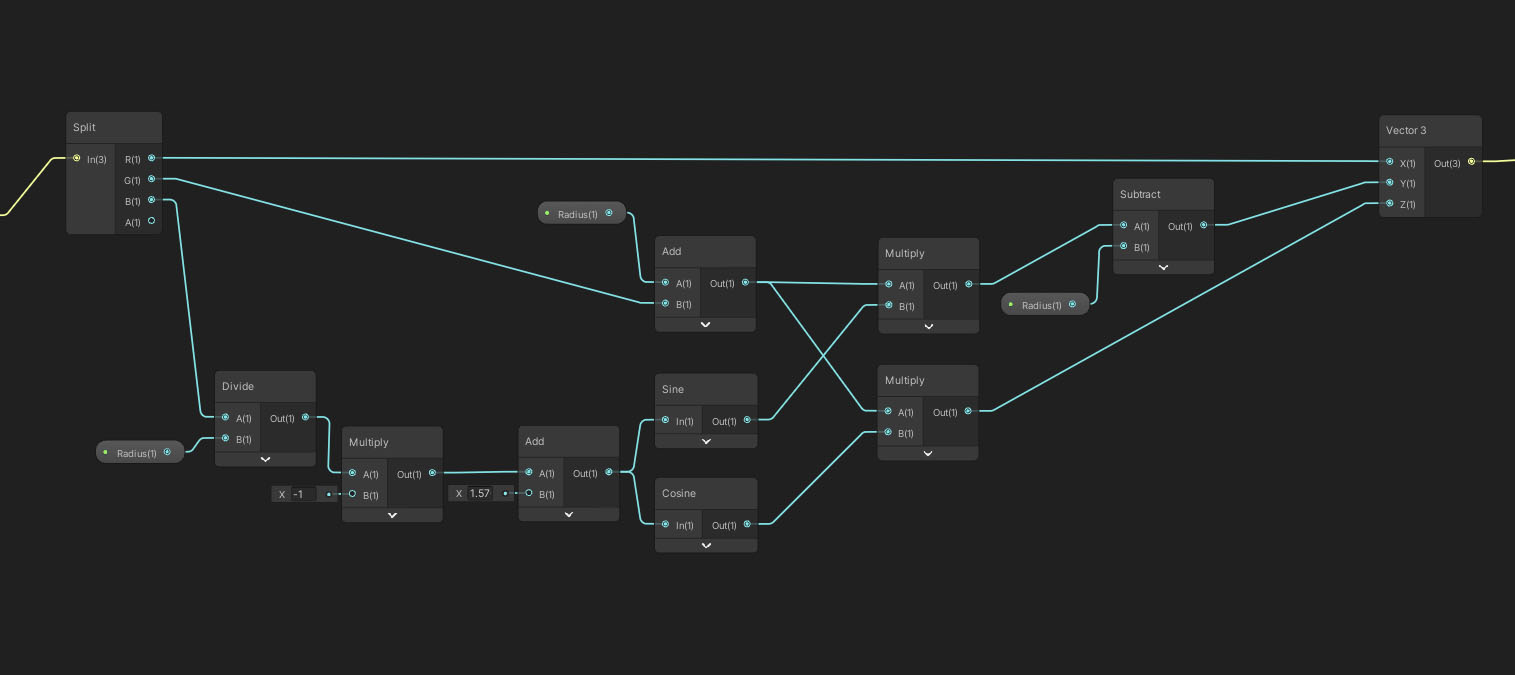 Split
In(3) R(1)
G(1)
B(1)
A(1)
Vector 3
X(1) Out(3)
Y(1)
Z(1)
Subtract
A(1) Out(1)
B(1)
Radius(1)
Radius(1)
Add
A(1) Out(1)
B(1)
Multiply
A(1) Out(1)
B(1)
Divide
A(1) Out(1)
B(1)
Radius(1)
Multiply
A(1) Out(1)
X -1 B(1)
Add
A(1) Out(1)
X 1.57 B(1)
Sine
In(1) Out(1)
Cosine
In(1) Out(1)
Multiply
A(1) Out(1)
B(1)